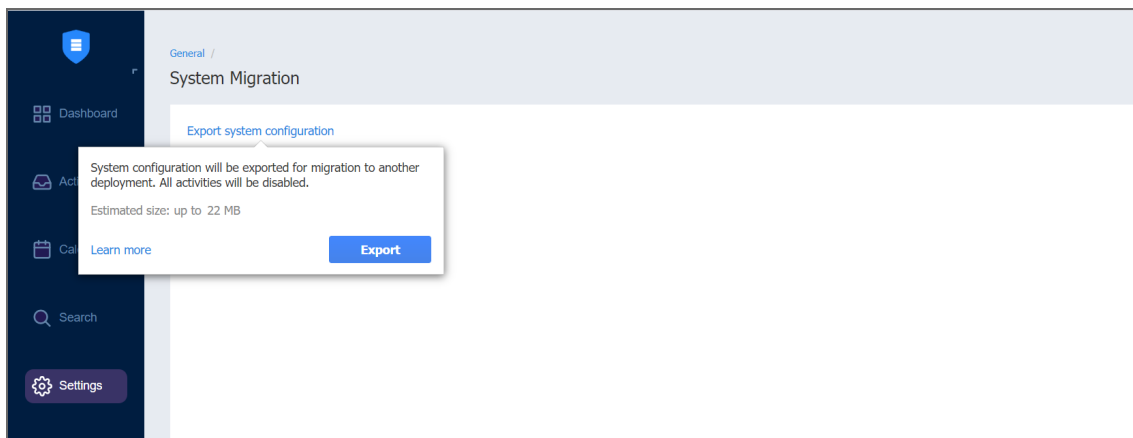 General /
System Migration
Dashboard
Export system configuration
System configuration will be exported for migration to another
deployment. All activities will be disabled.
Estimated size: up to 22 MB
Learn more
Export
Search
Settings